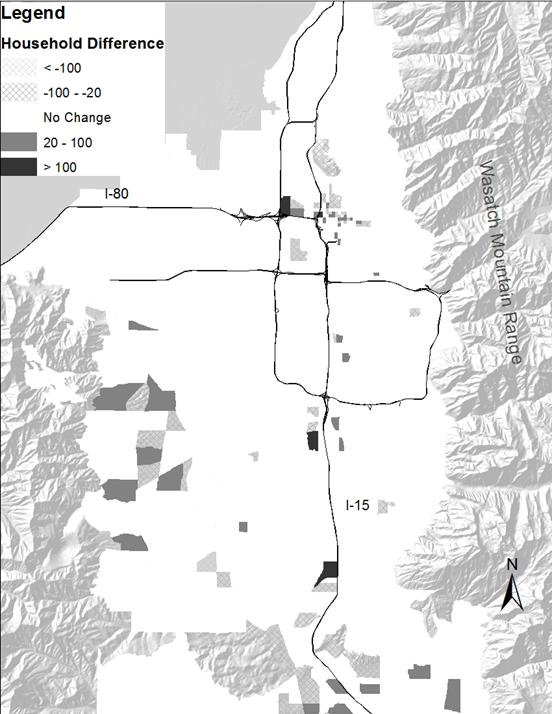 Legend
Household Difference
< -100
-100 - -20
No Change
20 - 100
> 100
I-80
Wasatch Mountain Range
I-15
N